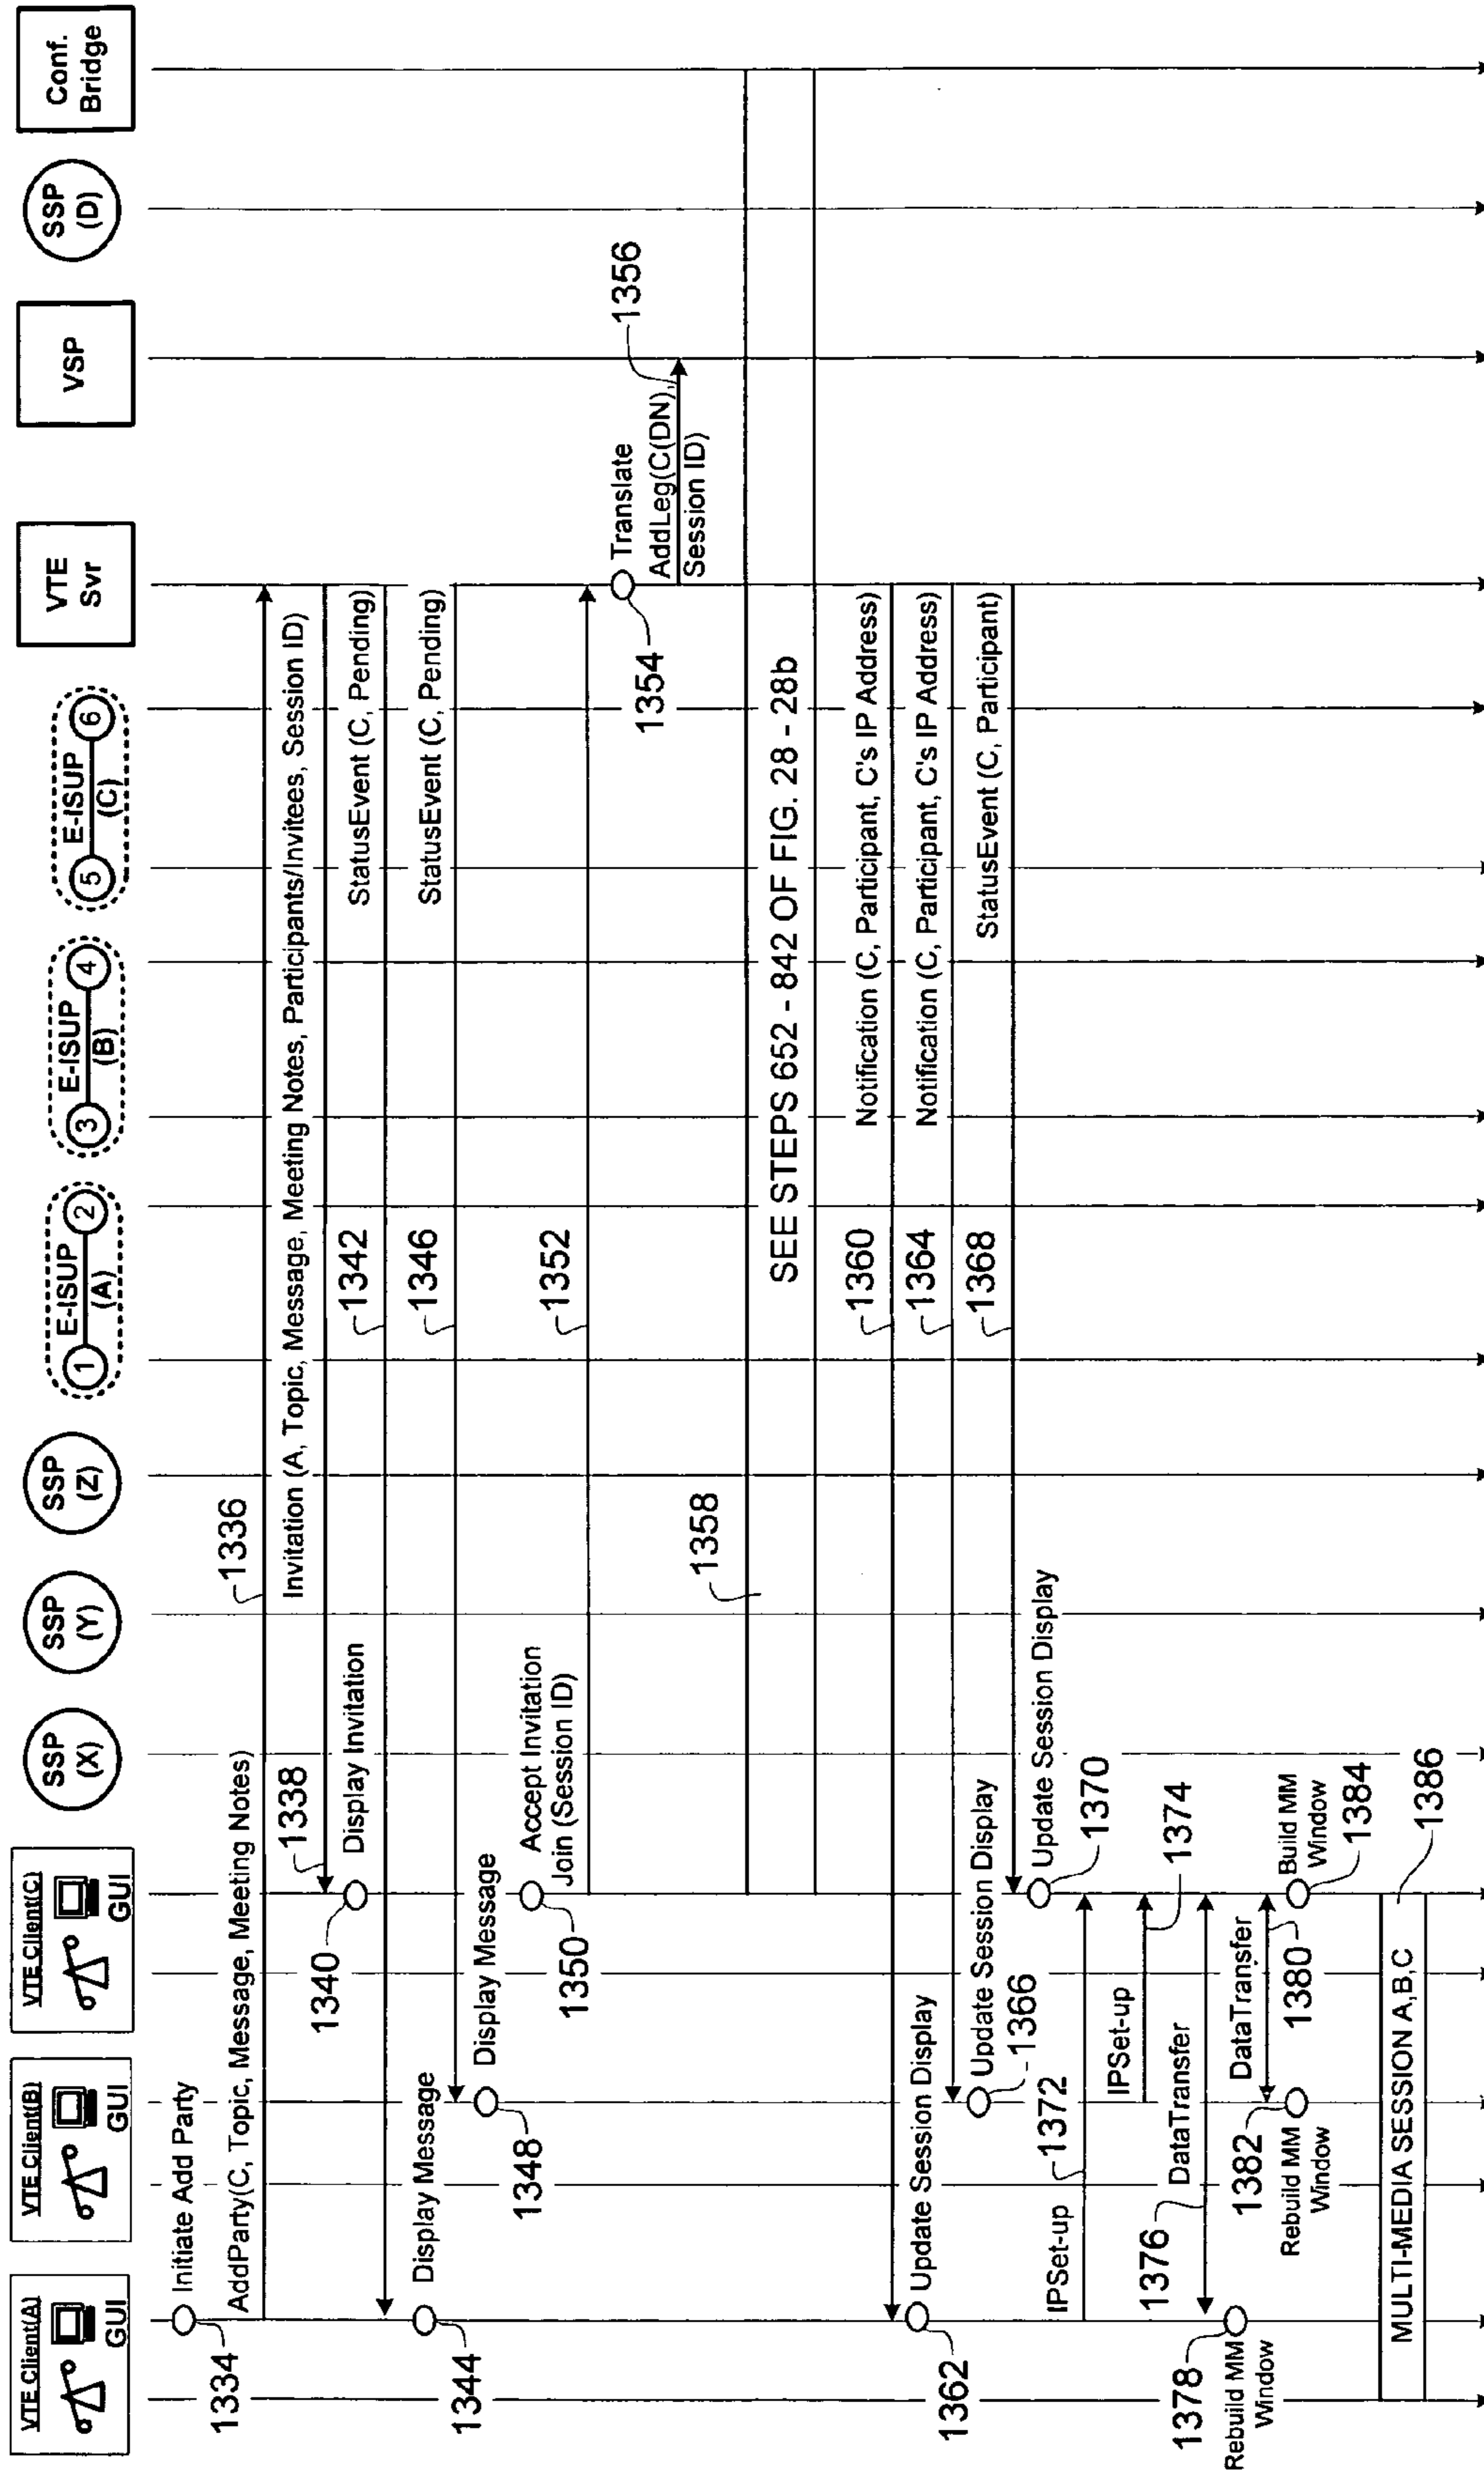 VTE Client(A)
GUI
VTE Client(B)
GUI
VTE Client(C)
GUI
SSP
(X)
SSP
(Y)
SSP
(Z)
1
E-ISUP
(A)
2
3
E-ISUP
(B)
4
5
E-ISUP
(C)
6
VTE
Svr
VSP
SSP
(D)
Conf.
Bridge
Initiate Add Party
1334
AddParty(C, Topic, Message, Meeting Notes)
1336
Invitation (A, Topic, Message, Meeting Notes, Participants/Invitees, Session ID)
1338
Display Invitation
1340
StatusEvent (C, Pending)
1342
Display Message
1344
StatusEvent (C, Pending)
1346
Display Message
1348
Accept Invitation
Join (Session ID)
1350
1352
Translate
1354
AddLeg(C(DN),
Session ID)
1356
1358
SEE STEPS 652 - 842 OF FIG. 28 - 28b
Notification (C, Participant, C's IP Address)
1360
Update Session Display
1362
Notification (C, Participant, C's IP Address)
1364
Update Session Display
1366
StatusEvent (C, Participant)
1368
Update Session Display
1370
IPSet-up
1372
IPSet-up
1374
DataTransfer
1376
Rebuild MM
Window
1378
DataTransfer
1380
Rebuild MM
Window
1382
Build MM
Window
1384
MULTI-MEDIA SESSION A,B,C
1386